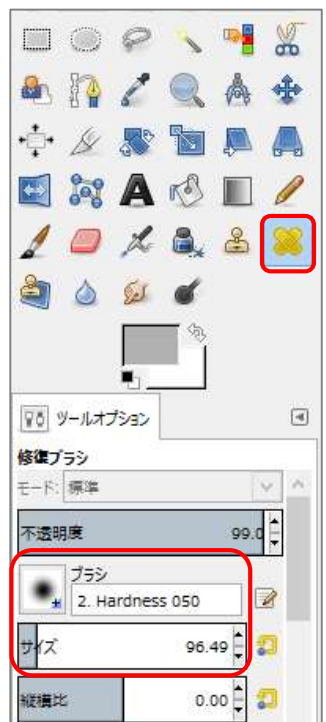 ツールオプション
修復ブラシ
モード: 標準
不透明度 99.0
ブラシ
2. Hardness 050
サイズ 96.49
縦横比 0.00